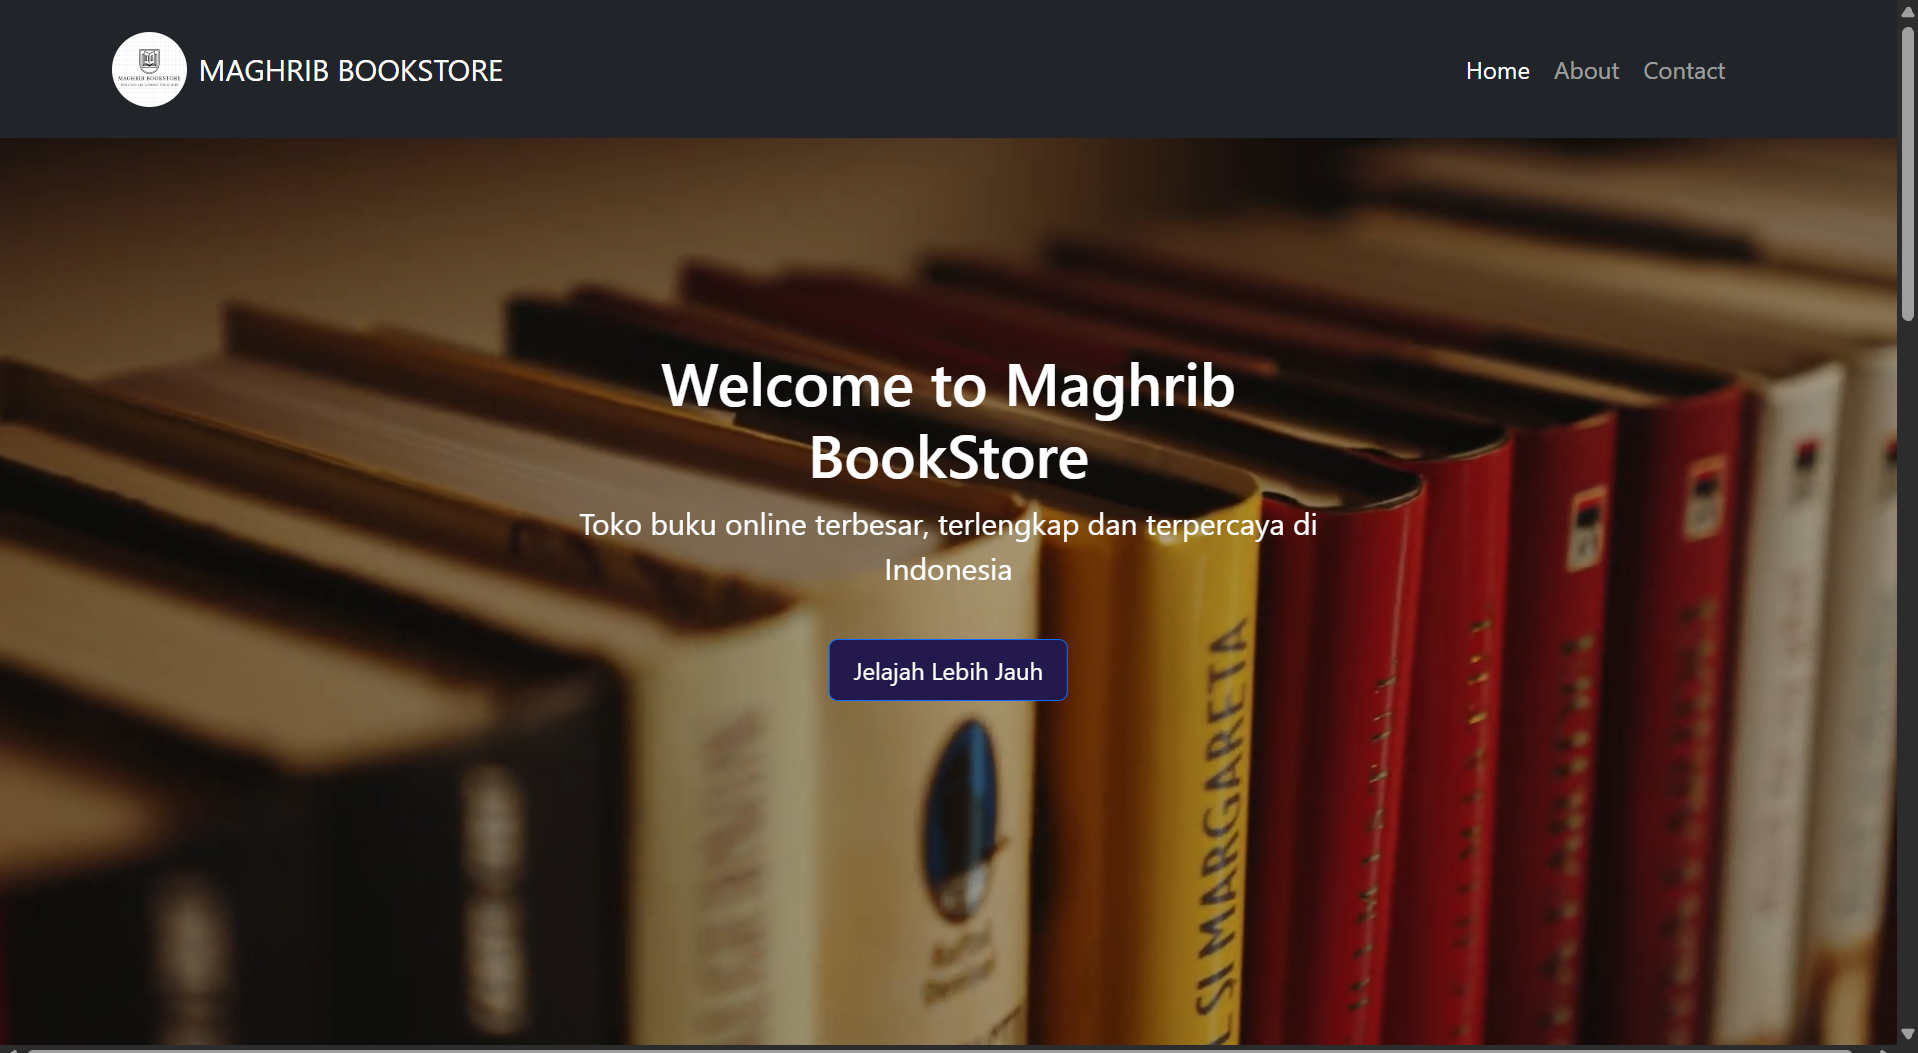 MAGHRIB BOOKSTORE
MAGHRIB BOOKSTORE
Home About Contact
Welcome to Maghrib
BookStore
Toko buku online terbesar, terlengkap dan terpercaya di
Indonesia
Jelajah Lebih Jauh
SI MARGARETA